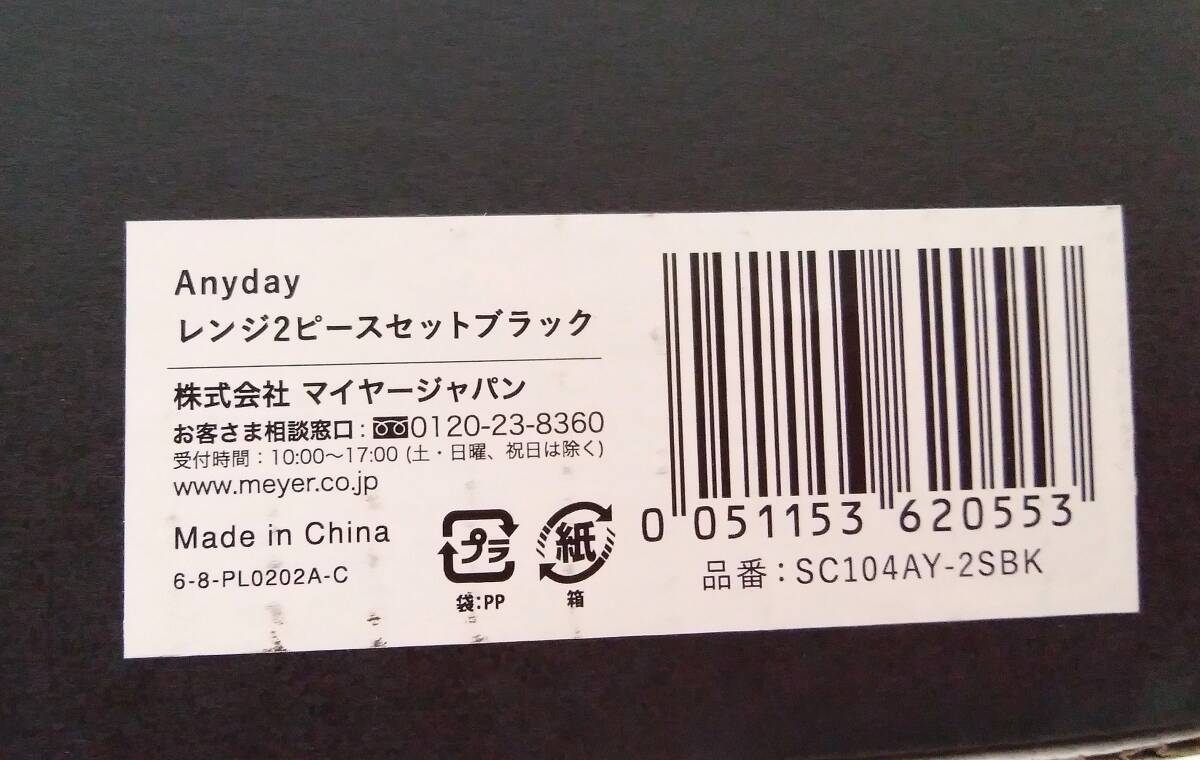 Anyday
レンジ2ピースセットブラック
株式会社 マイヤージャパン
お客さま相談窓口：0120-23-8360
受付時間：10:00～17:00 (土・日曜、祝日は除く)
www.meyer.co.jp
Made in China
6-8-PL0202A-C
プラ
袋:PP
紙
箱
0 051153 620553
品番：SC104AY-2SBK